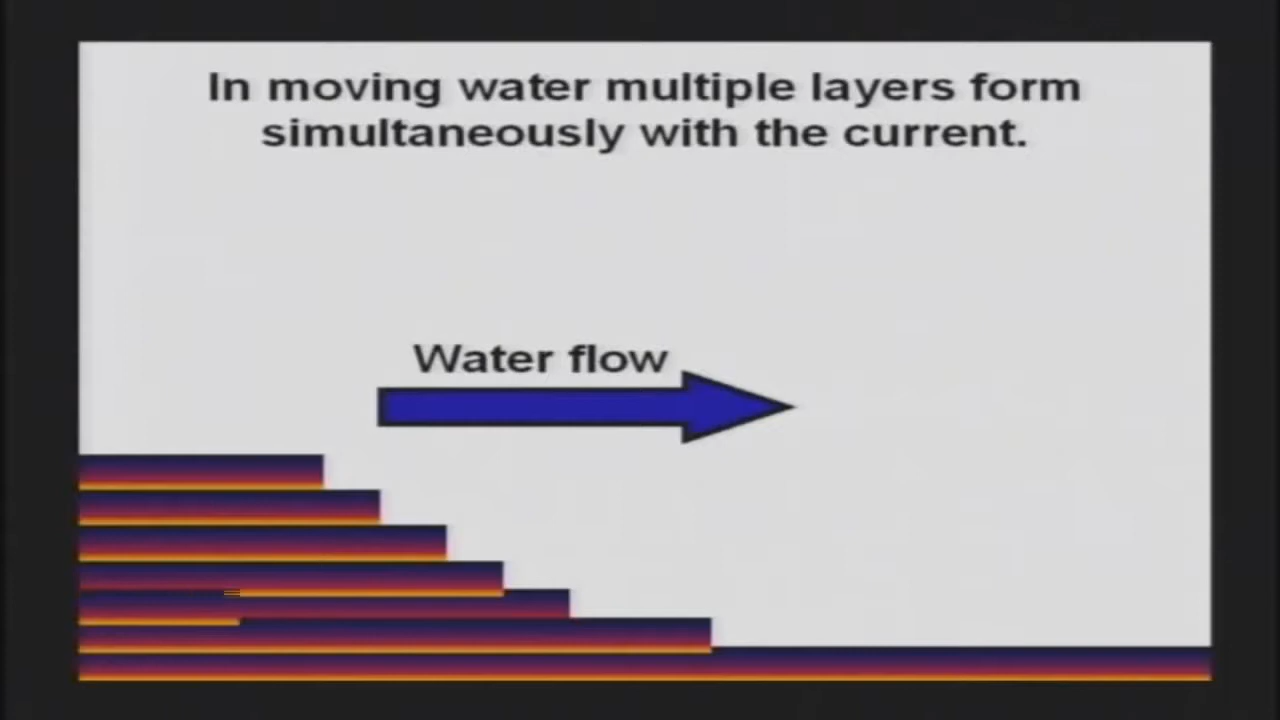 In moving water multiple layers form
simultaneously with the current.
Water flow